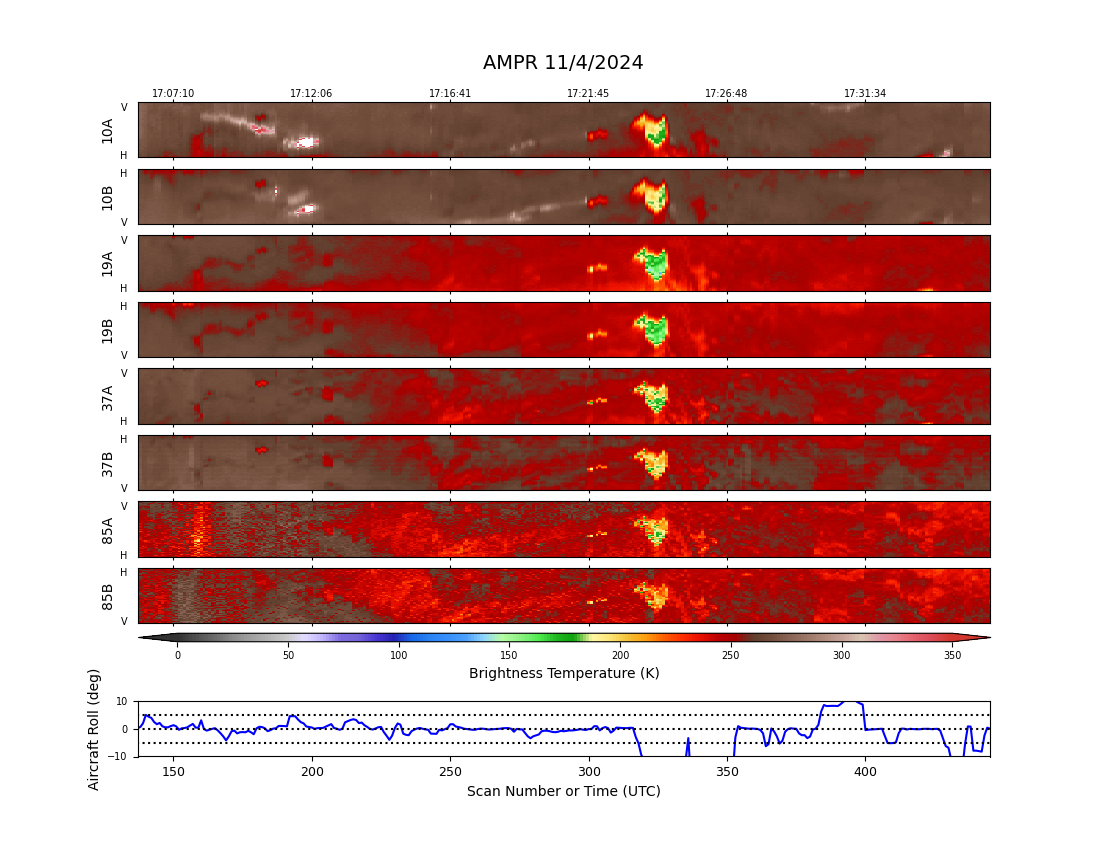 AMPR 11/4/2024
17:07:10 17:12:06 17:16:41 17:21:45 17:26:48 17:31:34
V
10A
H
H
10B
V
V
19A
H
H
19B
V
V
37A
H
H
37B
V
V
85A
H
H
85B
V
0 50 100 150 200 250 300 350
Brightness Temperature (K)
Aircraft Roll (deg)
10
0
−10
150 200 250 300 350 400
Scan Number or Time (UTC)